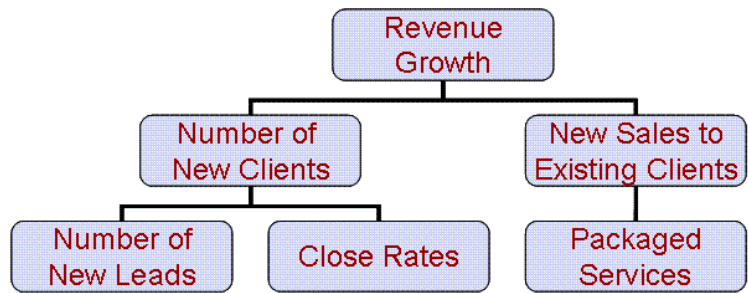 Revenue
Growth
Number of
New Clients
New Sales to
Existing Clients
Number of
New Leads
Close Rates
Packaged
Services